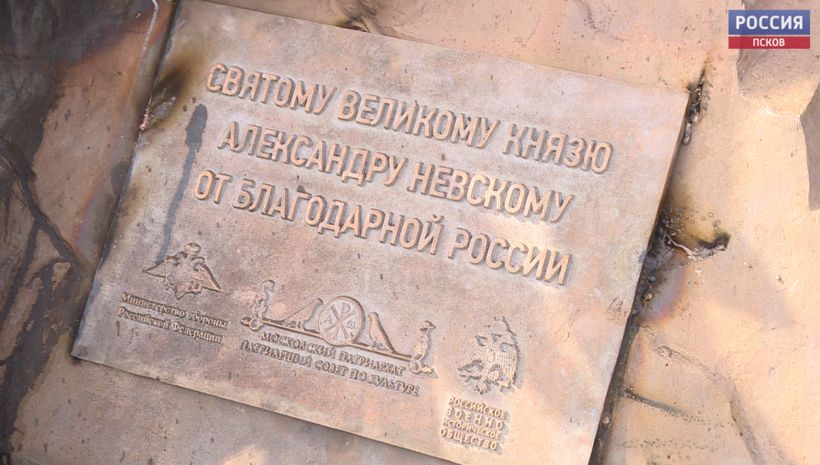 РОССИЯ
ПСКОВ
СВЯТОМУ ВЕЛИКОМУ КНЯЗЮ
АЛЕКСАНДРУ НЕВСКОМУ
ОТ БЛАГОДАРНОЙ РОССИИ
Министерство обороны
Российской Федерации
МОСКОВСКИЙ ПАТРИАРХАТ
ПАТРИАРШИЙ СОВЕТ ПО КУЛЬТУРЕ
РОССИЙСКОЕ
ВОЕННО
ИСТОРИЧЕСКОЕ
ОБЩЕСТВО